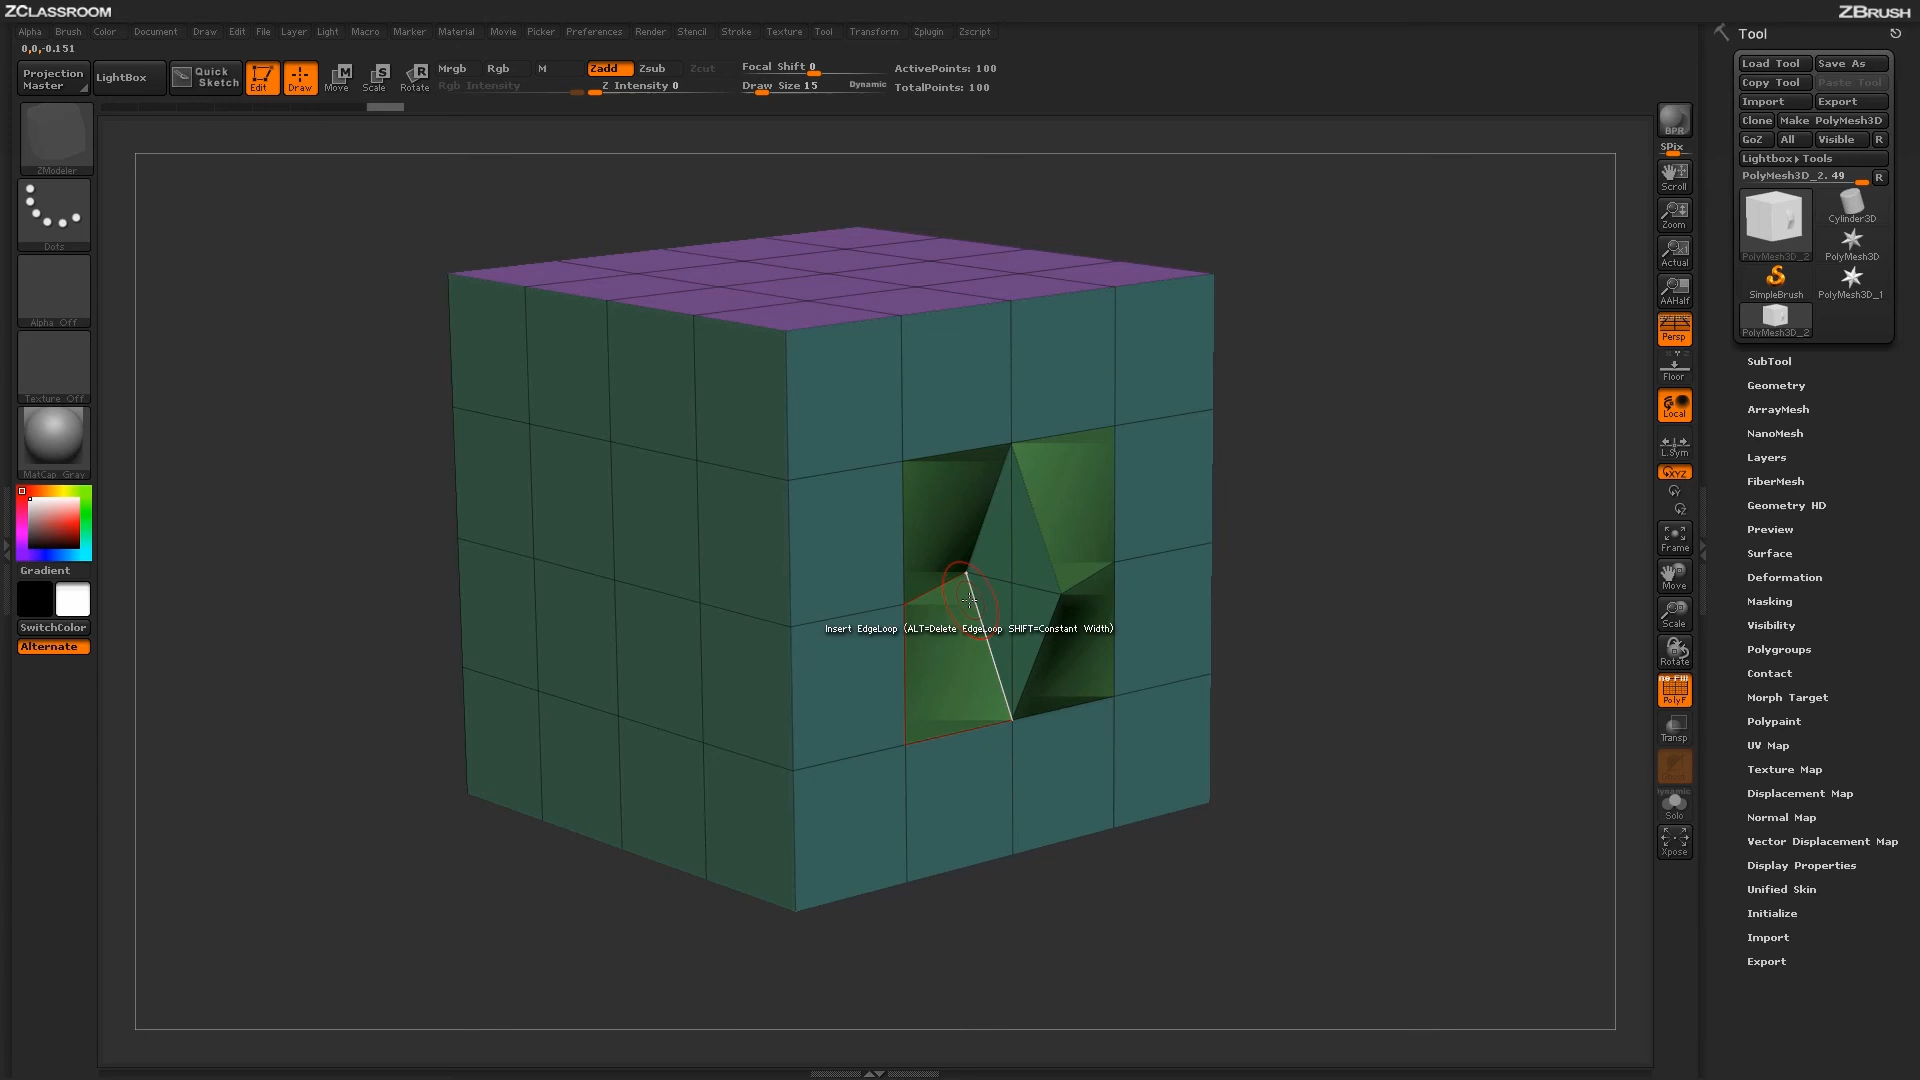 ZCLASSROOM
ZBRUSH
Alpha Brush Color Document Draw Edit File Layer Light Macro Marker Material Movie Picker Preferences Render Stencil Stroke Texture Tool Transform Zplugin Zscript
0,0,-0.151
Projection Master
LightBox
Quick Sketch
Edit
Draw
Move
Scale
Rotate
Mrgb Rgb M
Rgb Intensity
Zadd Zsub Zcut
Z Intensity 0
Focal Shift 0
Draw Size 15
Dynamic
ActivePoints: 100
TotalPoints: 100
ZModeler
Dots
Alpha Off
Texture Off
MatCap Gray
Gradient
SwitchColor
Alternate
Insert EdgeLoop (ALT=Delete EdgeLoop SHIFT=Constant Width)
BPR
SPix
Scroll
Zoom
Actual
AAHalf
Persp
Floor
Local
L.Sym
XYZ
Frame
Move
Scale
Rotate
PolyF
Transp
Dynamic
Solo
Xpose
Tool
Load Tool Save As
Copy Tool Paste Tool
Import Export
Clone Make PolyMesh3D
GoZ All Visible R
Lightbox▸Tools
PolyMesh3D_2. 49 R
PolyMesh3D_2
Cylinder3D
PolyMesh3D
SimpleBrush
PolyMesh3D_1
PolyMesh3D_2
SubTool
Geometry
ArrayMesh
NanoMesh
Layers
FiberMesh
Geometry HD
Preview
Surface
Deformation
Masking
Visibility
Polygroups
Contact
Morph Target
Polypaint
UV Map
Texture Map
Displacement Map
Normal Map
Vector Displacement Map
Display Properties
Unified Skin
Initialize
Import
Export